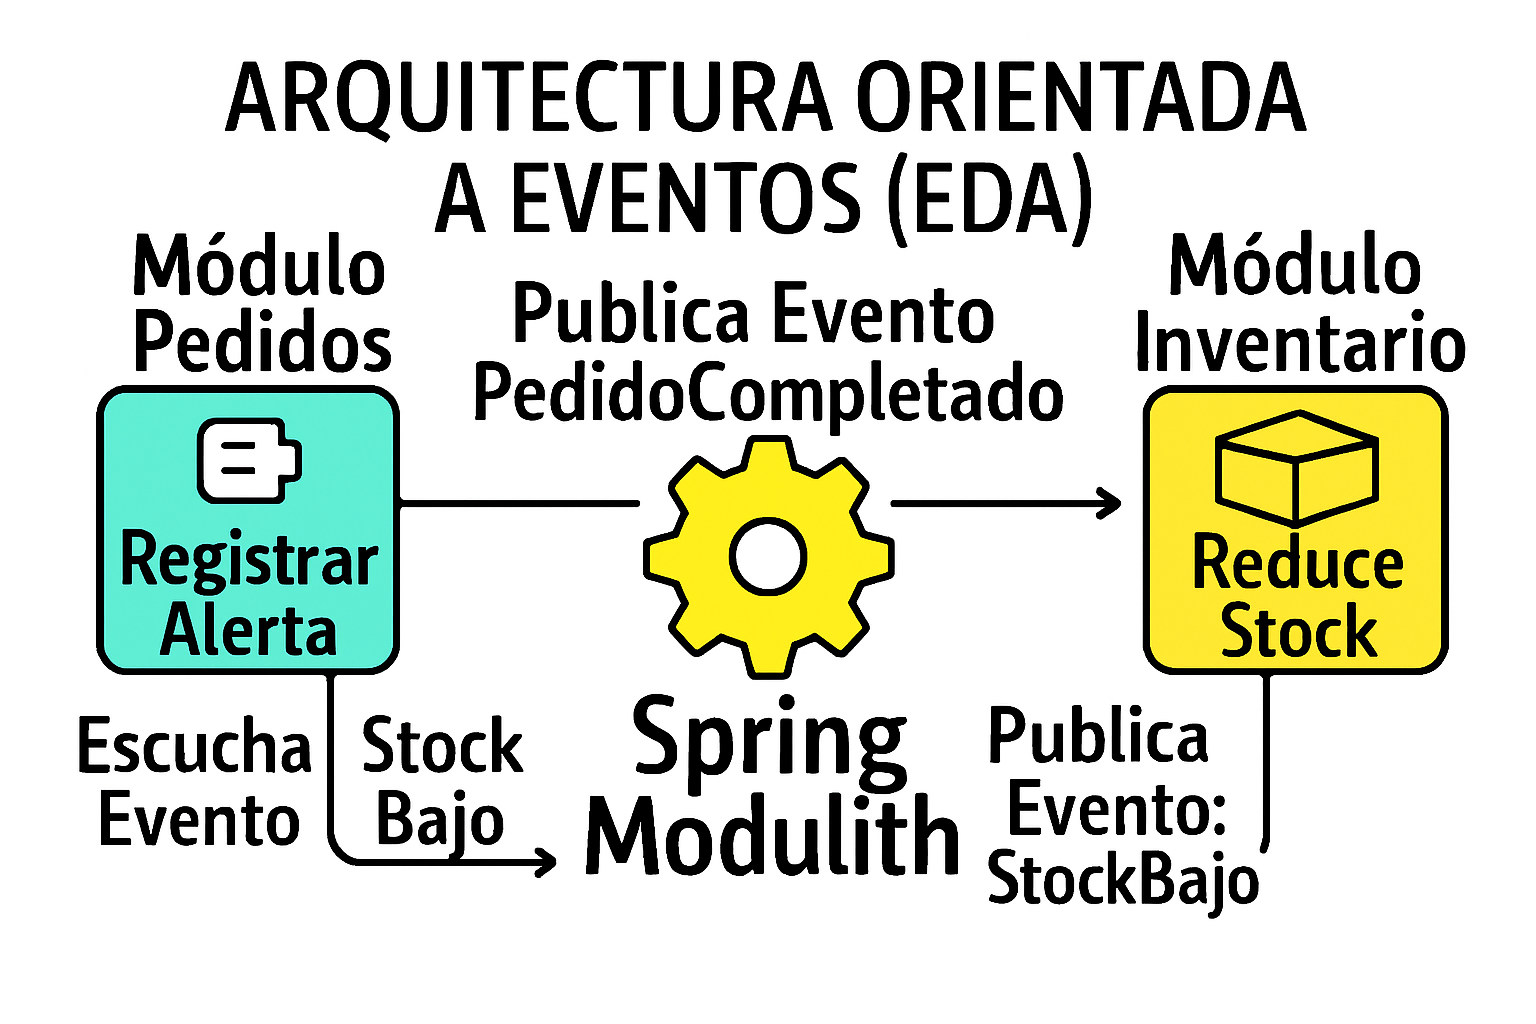 ARQUITECTURA ORIENTADA
A EVENTOS (EDA)
Módulo
Pedidos
Publica Evento
PedidoCompletado
Módulo
Inventario
Registrar
Alerta
Reduce
Stock
Escucha
Evento
Stock
Bajo
Spring
Modulith
Publica
Evento:
StockBajo